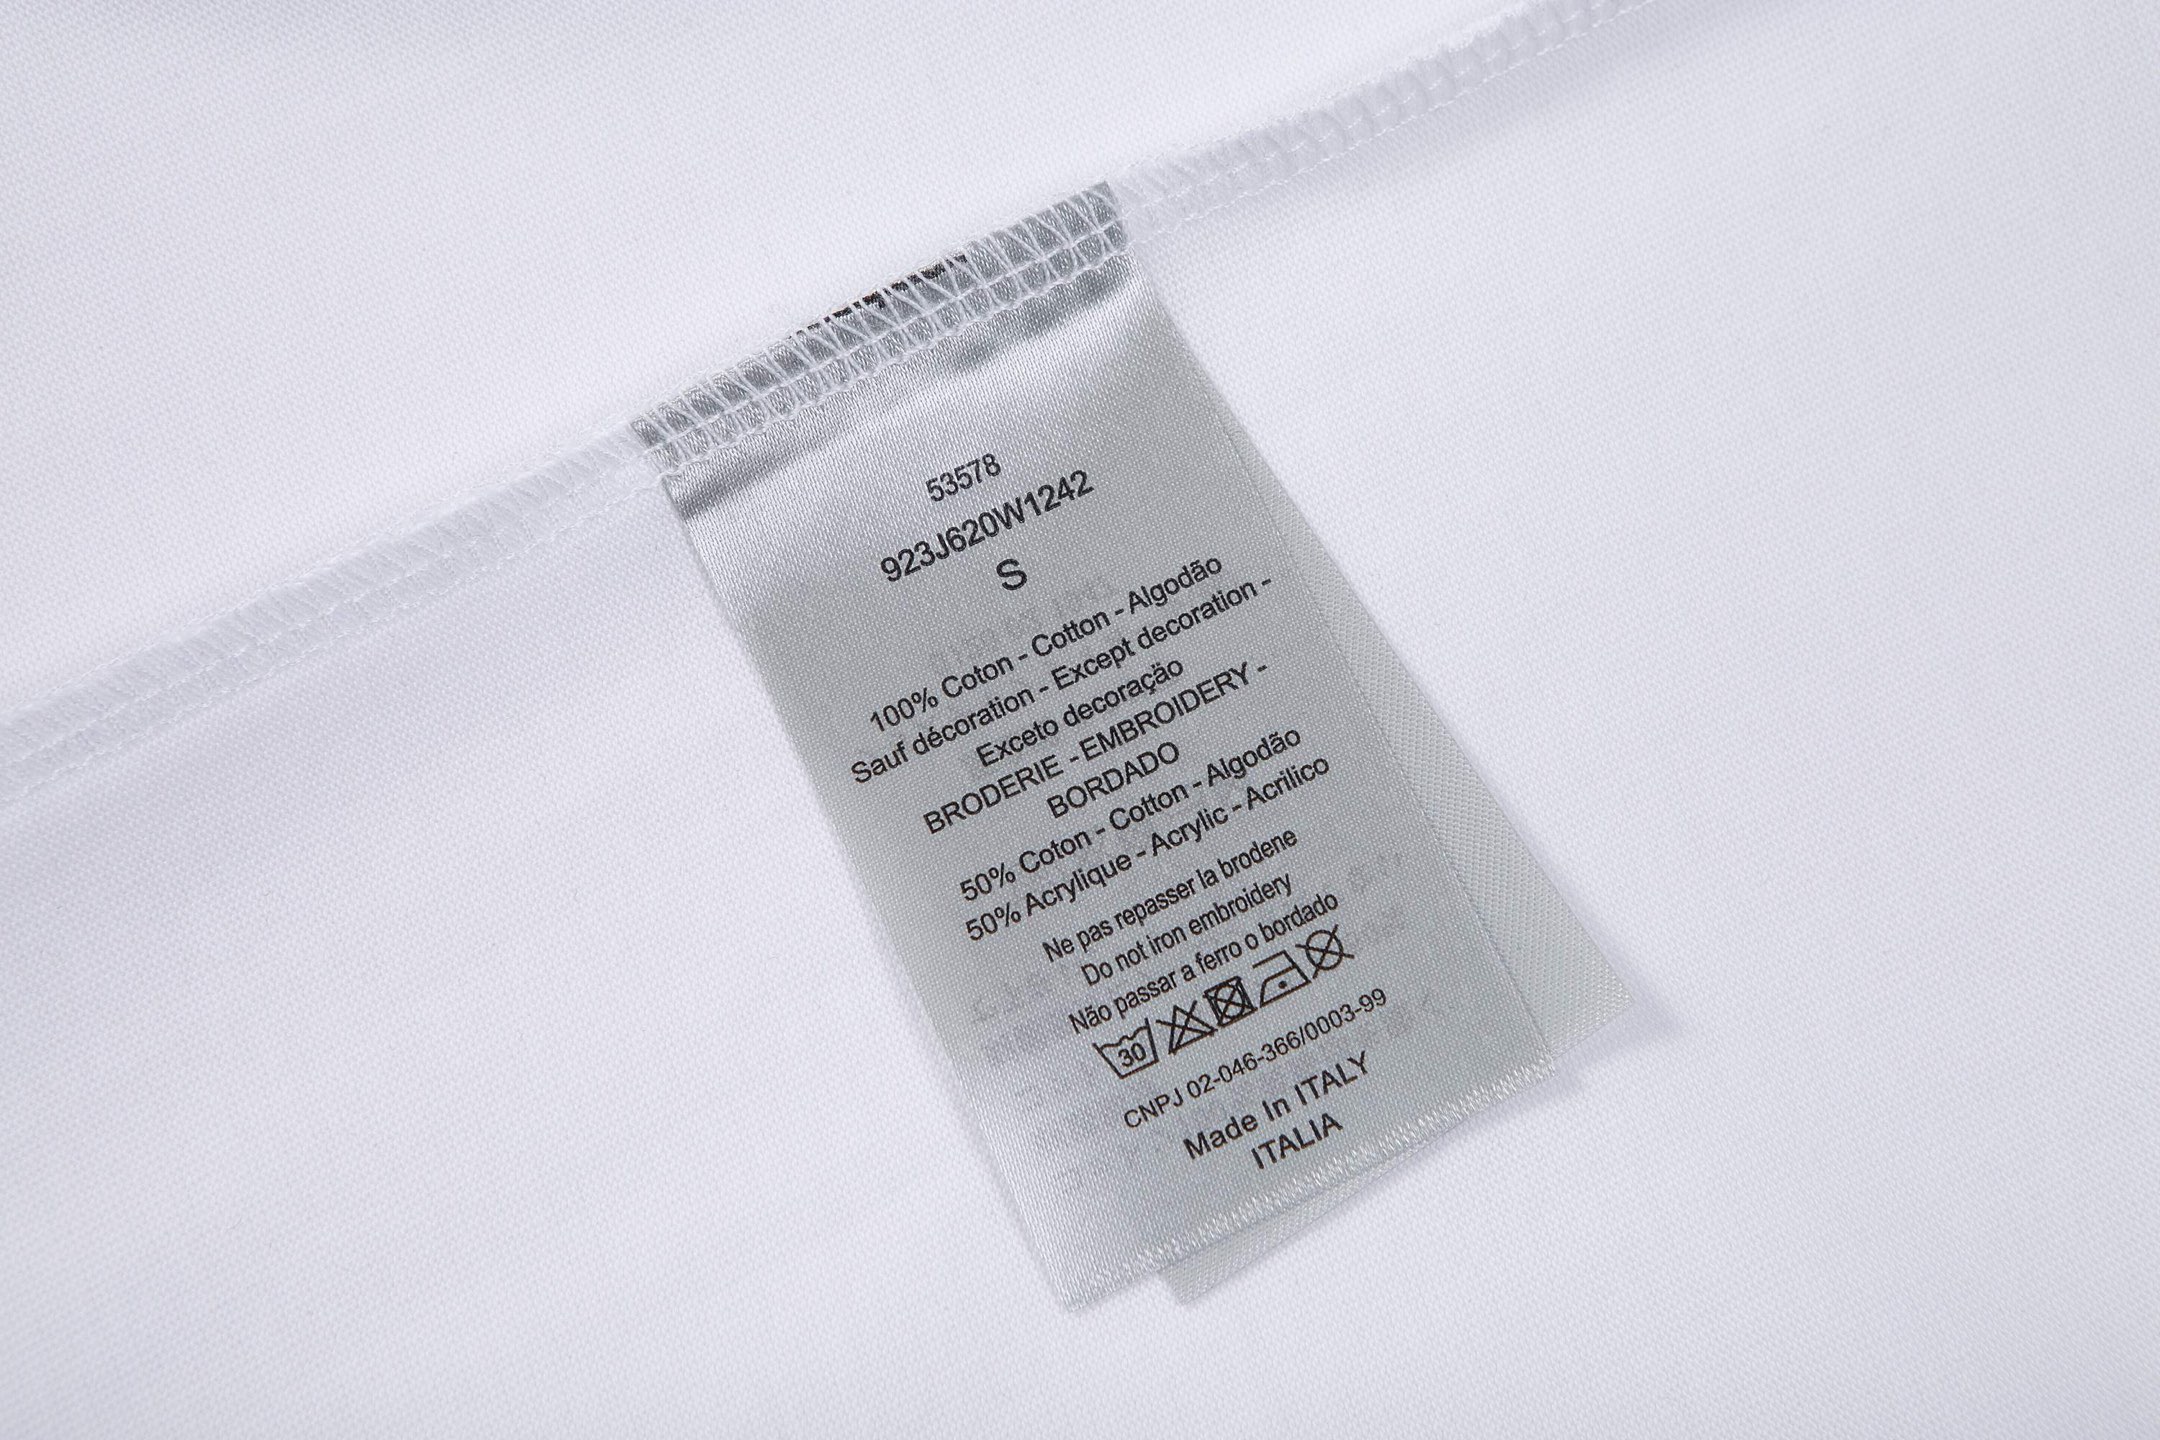 53578
923J620W1242
S
100% Coton - Cotton - Algodão
Sauf décoration - Except decoration -
Exceto decoração
BRODERIE - EMBROIDERY -
BORDADO
50% Coton - Cotton - Algodão
50% Acrylique - Acrylic - Acrilico
Ne pas repasser la brodene
Do not iron embroidery
Não passar a ferro o bordado
30
CNPJ 02-046-366/0003-99
Made In ITALY
ITALIA